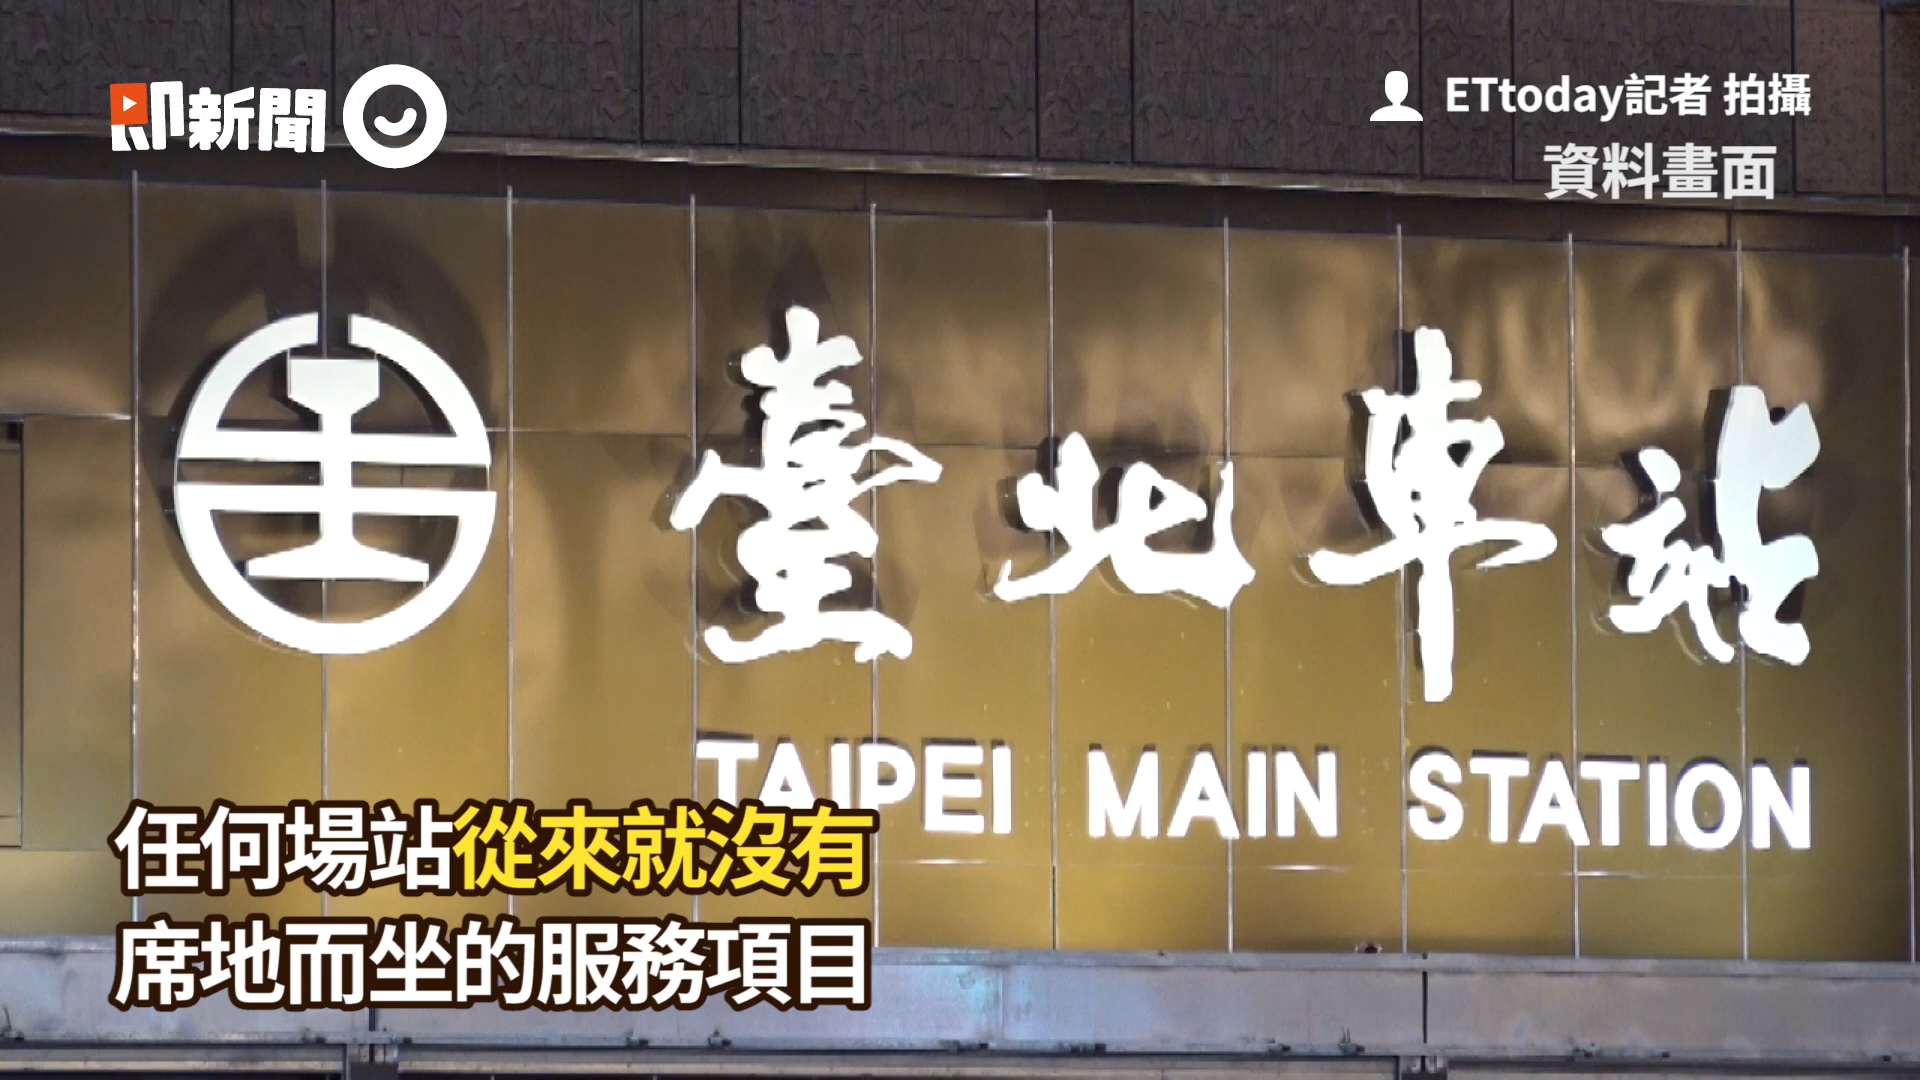 即新聞
ETtoday記者 拍攝
資料畫面
臺北車站
TAIPEI MAIN STATION
任何場站從來就沒有
席地而坐的服務項目